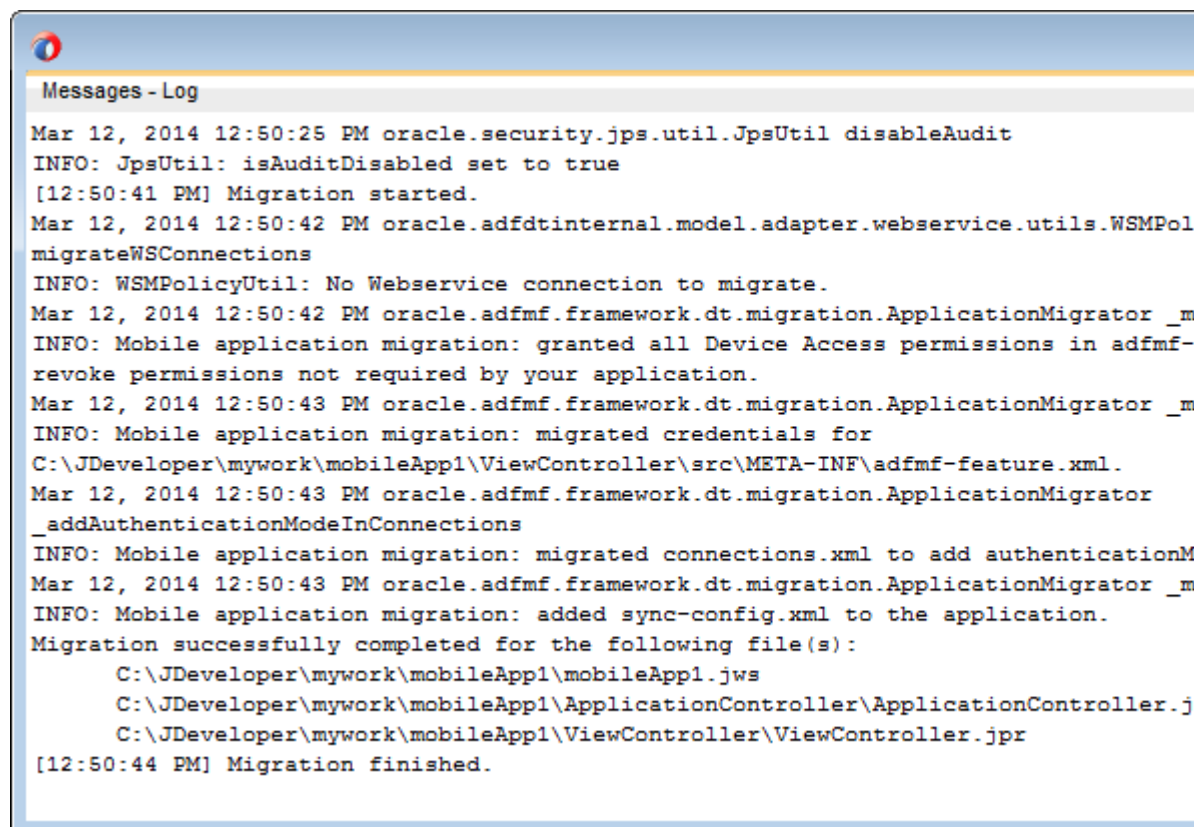 Messages - Log
Mar 12, 2014 12:50:25 PM oracle.security.jps.util.JpsUtil disableAudit
INFO: JpsUtil: isAuditDisabled set to true
[12:50:41 PM] Migration started.
Mar 12, 2014 12:50:42 PM oracle.adfdtinternal.model.adapter.webservice.utils.WSMPol
migrateWSConnections
INFO: WSMPolicyUtil: No Webservice connection to migrate.
Mar 12, 2014 12:50:42 PM oracle.adfmf.framework.dt.migration.ApplicationMigrator _m
INFO: Mobile application migration: granted all Device Access permissions in adfmf-
revoke permissions not required by your application.
Mar 12, 2014 12:50:43 PM oracle.adfmf.framework.dt.migration.ApplicationMigrator _m
INFO: Mobile application migration: migrated credentials for
C:\JDeveloper\mywork\mobileApp1\ViewController\src\META-INF\adfmf-feature.xml.
Mar 12, 2014 12:50:43 PM oracle.adfmf.framework.dt.migration.ApplicationMigrator
_addAuthenticationModeInConnections
INFO: Mobile application migration: migrated connections.xml to add authenticationM
Mar 12, 2014 12:50:43 PM oracle.adfmf.framework.dt.migration.ApplicationMigrator _m
INFO: Mobile application migration: added sync-config.xml to the application.
Migration successfully completed for the following file(s):
C:\JDeveloper\mywork\mobileApp1\mobileApp1.jws
C:\JDeveloper\mywork\mobileApp1\ApplicationController\ApplicationController.j
C:\JDeveloper\mywork\mobileApp1\ViewController\ViewController.jpr
[12:50:44 PM] Migration finished.